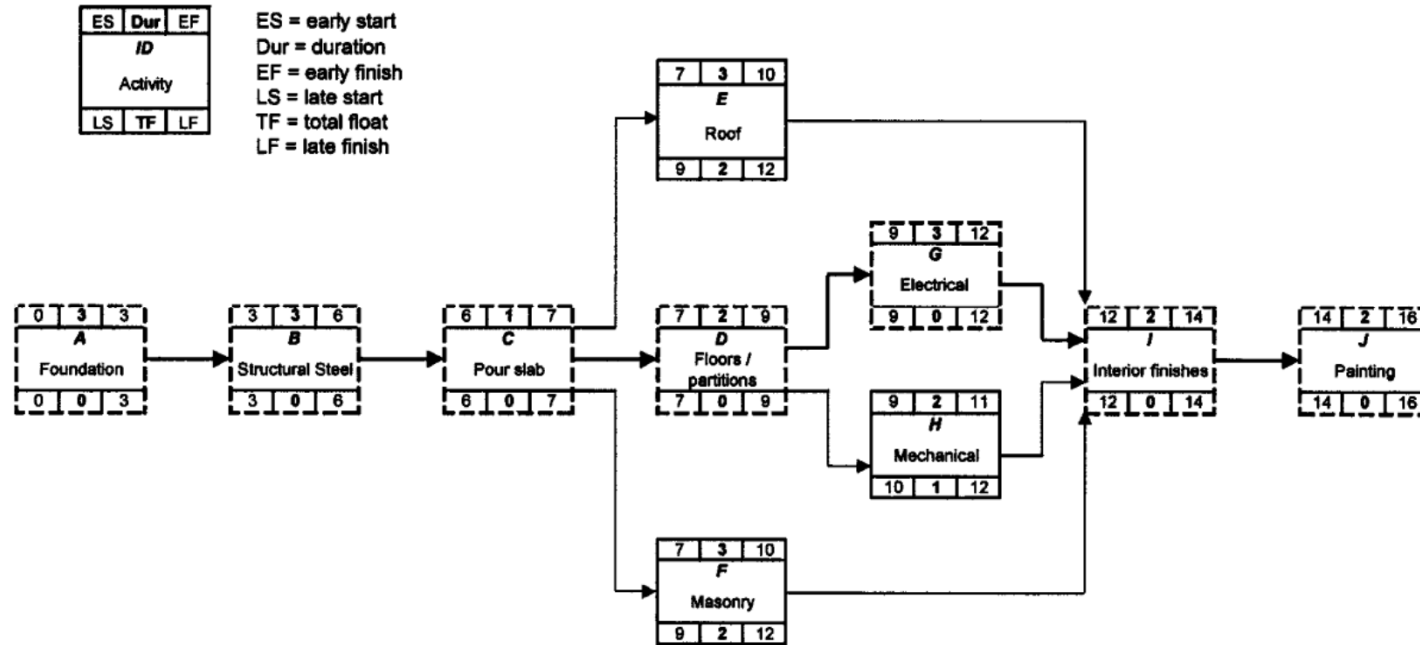 ES Dur EF
ID
Activity
LS TF LF
ES = early start
Dur = duration
EF = early finish
LS = late start
TF = total float
LF = late finish
0 3 3
A
Foundation
0 0 3
3 3 6
B
Structural Steel
3 0 6
6 1 7
C
Pour slab
6 0 7
7 3 10
E
Roof
9 2 12
7 2 9
D
Floors /
partitions
7 0 9
7 3 10
F
Masonry
9 2 12
9 3 12
G
Electrical
9 0 12
9 2 11
H
Mechanical
10 1 12
12 2 14
I
Interior finishes
12 0 14
14 2 16
J
Painting
14 0 16